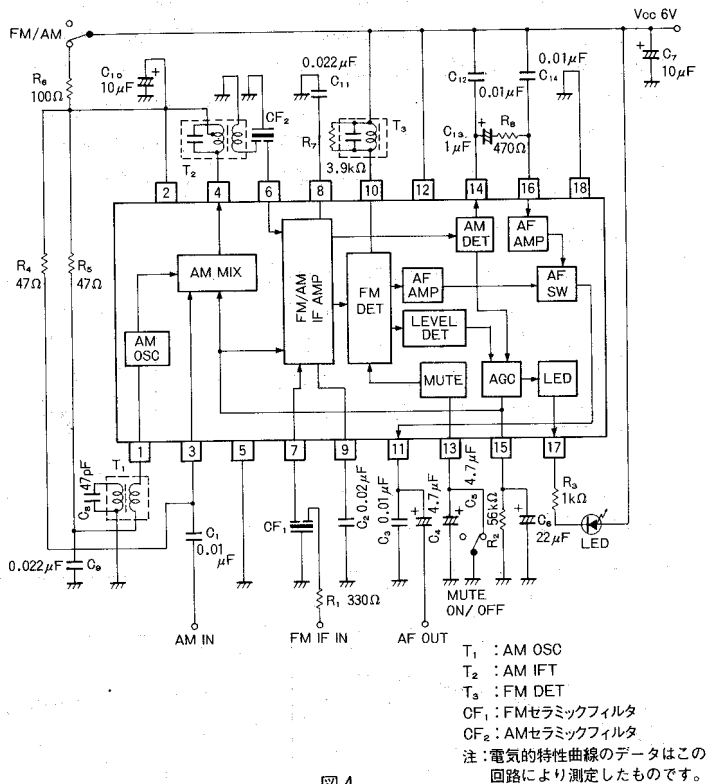 FM/AM
Vcc 6V
R₆
100Ω
C₁₀
10μF
+
CF₂
T₂
0.022μF
C₁₁
R₇
3.9kΩ
T₃
C₁₂
0.01μF
0.01μF
C₁₄
C₁₃
1μF
+
R₈
470Ω
+
C₇
10μF
2
4
6
8
10
12
14
16
18
R₄
47Ω
R₅
47Ω
AM MIX
AM
OSC
FM/AM
IF AMP
FM
DET
AF
AMP
LEVEL
DET
MUTE
AM
DET
AF
AMP
AF
SW
AGC
LED
1
3
5
7
9
11
13
15
17
C₈
47pF
T₁
0.022μF
C₉
C₁
0.01
μF
CF₁
R₁ 330Ω
C₂ 0.02μF
C₃ 0.01μF
C₄ 4.7μF
+
4.7μF
C₅
+
R₂ 56kΩ
C₆
22μF
+
R₃
1kΩ
LED
MUTE
ON/OFF
AM IN
FM IF IN
AF OUT
T₁ : AM OSC
T₂ : AM IFT
T₃ : FM DET
CF₁ : FMセラミックフィルタ
CF₂ : AMセラミックフィルタ
注 : 電気的特性曲線のデータはこの
回路により測定したものです。
図4